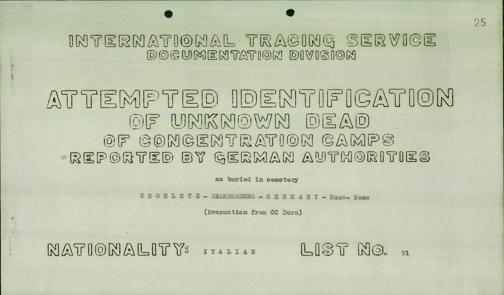 25
INTERNATIONAL TRACING SERVICE
DOCUMENTATION DIVISION
ATTEMPTED IDENTIFICATION
OF UNKNOWN DEAD
OF CONCENTRATION CAMPS
REPORTED BY GERMAN AUTHORITIES
as buried in cemetery
SEGELETZ - BRANDENBURG - GERMANY - Russ- Zone
(Evacuation from CC Dora)
NATIONALITY: ITALIAN LIST No. 91